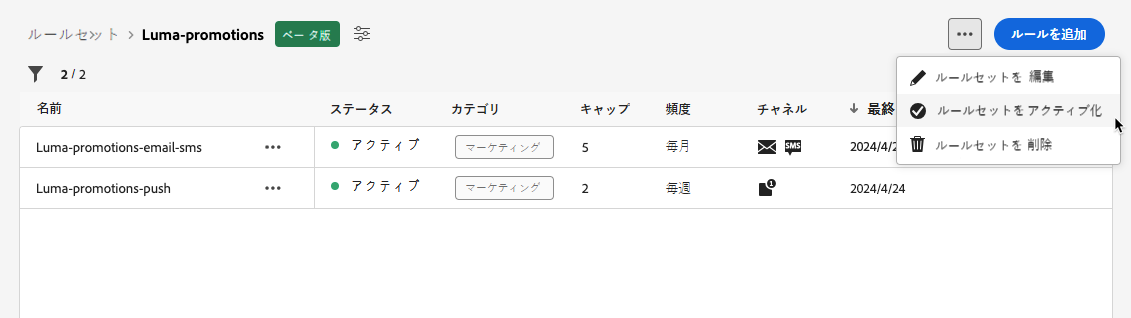 ルールセット > Luma-promotions ベータ版 ルールを追加
2 / 2
ルールセットを 編集
名前 ステータス カテゴリ キャップ 頻度 チャネル 最終
ルールセットを アクティブ化
Luma-promotions-email-sms アクティブ マーケティング 5 毎月 SMS 2024/4/2
ルールセットを 削除
Luma-promotions-push アクティブ マーケティング 2 毎週 1 2024/4/24